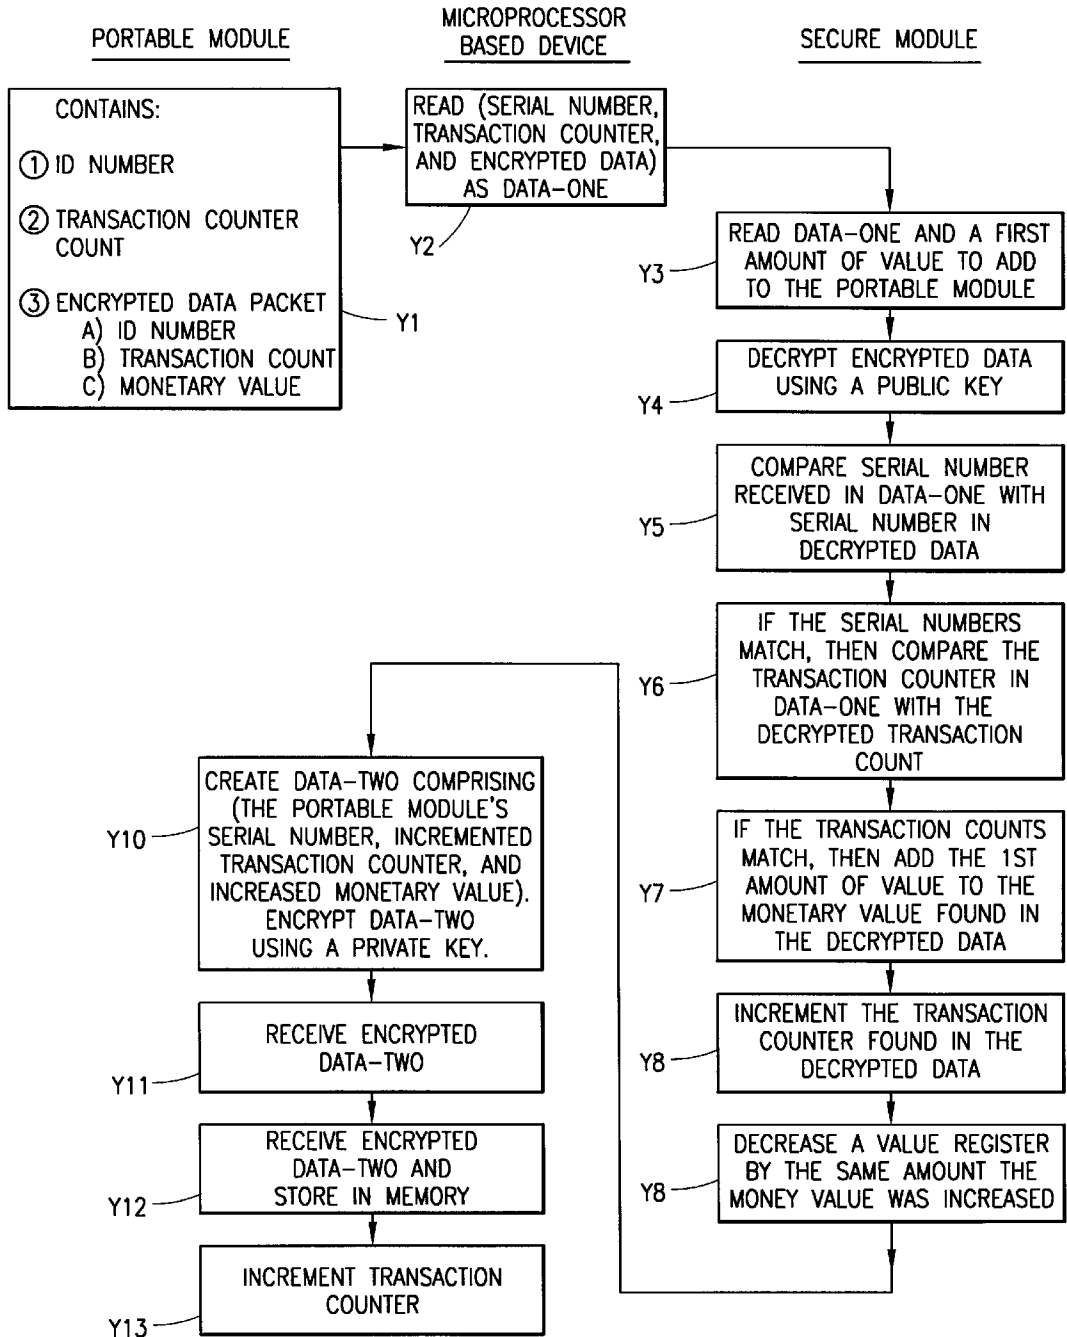 PORTABLE MODULE
MICROPROCESSOR
BASED DEVICE
SECURE MODULE
CONTAINS:
① ID NUMBER
② TRANSACTION COUNTER
COUNT
③ ENCRYPTED DATA PACKET
A) ID NUMBER
B) TRANSACTION COUNT
C) MONETARY VALUE
Y1
READ (SERIAL NUMBER,
TRANSACTION COUNTER,
AND ENCRYPTED DATA)
AS DATA-ONE
Y2
READ DATA-ONE AND A FIRST
AMOUNT OF VALUE TO ADD
TO THE PORTABLE MODULE
Y3
DECRYPT ENCRYPTED DATA
USING A PUBLIC KEY
Y4
COMPARE SERIAL NUMBER
RECEIVED IN DATA-ONE WITH
SERIAL NUMBER IN
DECRYPTED DATA
Y5
IF THE SERIAL NUMBERS
MATCH, THEN COMPARE THE
TRANSACTION COUNTER IN
DATA-ONE WITH THE
DECRYPTED TRANSACTION
COUNT
Y6
IF THE TRANSACTION COUNTS
MATCH, THEN ADD THE 1ST
AMOUNT OF VALUE TO THE
MONETARY VALUE FOUND IN
THE DECRYPTED DATA
Y7
INCREMENT THE TRANSACTION
COUNTER FOUND IN THE
DECRYPTED DATA
Y8
DECREASE A VALUE REGISTER
BY THE SAME AMOUNT THE
MONEY VALUE WAS INCREASED
Y8
CREATE DATA-TWO COMPRISING
(THE PORTABLE MODULE'S
SERIAL NUMBER, INCREMENTED
TRANSACTION COUNTER, AND
INCREASED MONETARY VALUE).
ENCRYPT DATA-TWO
USING A PRIVATE KEY.
Y10
RECEIVE ENCRYPTED
DATA-TWO
Y11
RECEIVE ENCRYPTED
DATA-TWO AND
STORE IN MEMORY
Y12
INCREMENT TRANSACTION
COUNTER
Y13